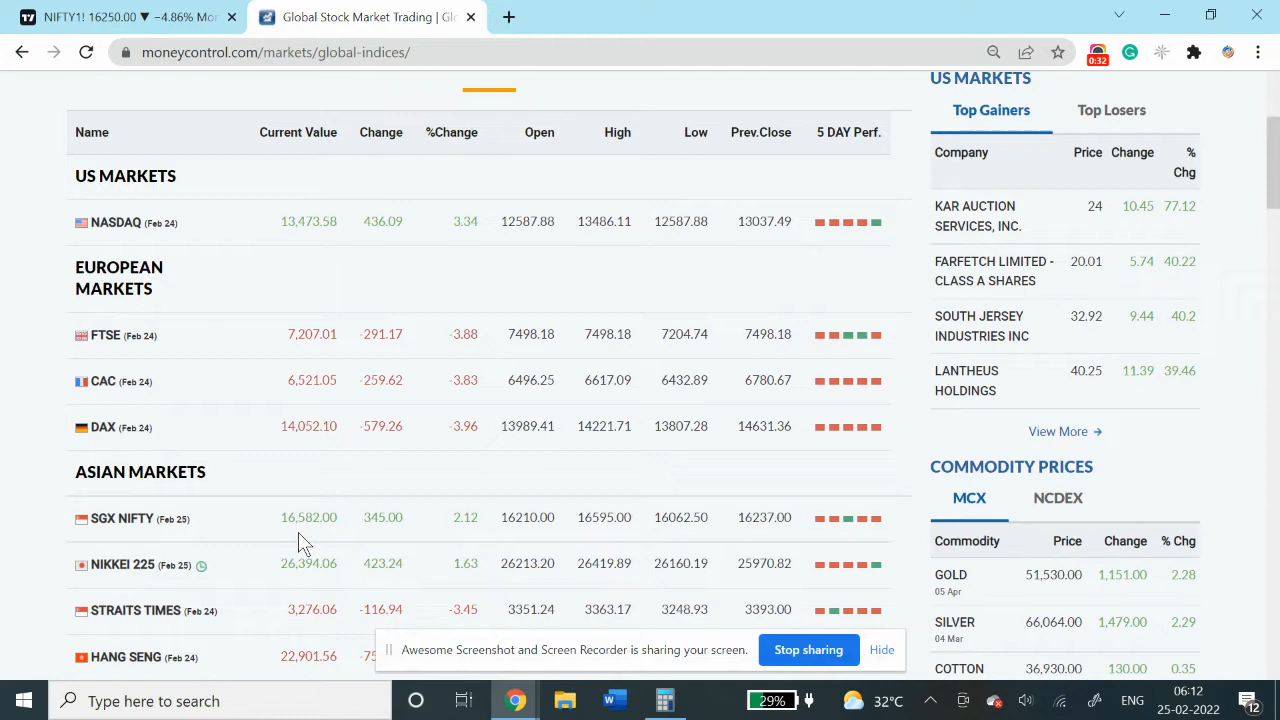 NIFTY1! 16250.00 ▼ −4.86% Mor
Global Stock Market Trading | Glo
moneycontrol.com/markets/global-indices/
0:32
Name Current Value Change %Change Open High Low Prev.Close 5 DAY Perf.
US MARKETS
NASDAQ (Feb 24) 13,473.58 436.09 3.34 12587.88 13486.11 12587.88 13037.49
EUROPEAN
MARKETS
FTSE (Feb 24) 7,207.01 -291.17 -3.88 7498.18 7498.18 7204.74 7498.18
CAC (Feb 24) 6,521.05 -259.62 -3.83 6496.25 6617.09 6432.89 6780.67
DAX (Feb 24) 14,052.10 -579.26 -3.96 13989.41 14221.71 13807.28 14631.36
ASIAN MARKETS
SGX NIFTY (Feb 25) 16,582.00 345.00 2.12 16210.00 16595.00 16062.50 16237.00
NIKKEI 225 (Feb 25) 26,394.06 423.24 1.63 26213.20 26419.89 26160.19 25970.82
STRAITS TIMES (Feb 24) 3,276.06 -116.94 -3.45 3351.24 3363.17 3248.93 3393.00
HANG SENG (Feb 24) 22,901.56 -75
US MARKETS
Top Gainers Top Losers
Company Price Change %
Chg
KAR AUCTION 24 10.45 77.12
SERVICES, INC.
FARFETCH LIMITED - 20.01 5.74 40.22
CLASS A SHARES
SOUTH JERSEY 32.92 9.44 40.2
INDUSTRIES INC
LANTHEUS 40.25 11.39 39.46
HOLDINGS
View More →
COMMODITY PRICES
MCX NCDEX
Commodity Price Change % Chg
GOLD 51,530.00 1,151.00 2.28
05 Apr
SILVER 66,064.00 1,479.00 2.29
04 Mar
COTTON 36,930.00 130.00 0.35
Awesome Screenshot and Screen Recorder is sharing your screen. Stop sharing Hide
Type here to search
29%
32°C
ENG
06:12
25-02-2022
12